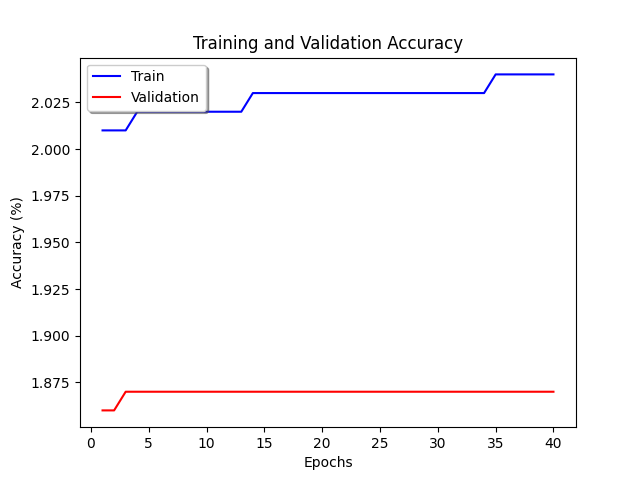 Training and Validation Accuracy
Train
Validation
Accuracy (%)
2.025
2.000
1.975
1.950
1.925
1.900
1.875
0 5 10 15 20 25 30 35 40
Epochs